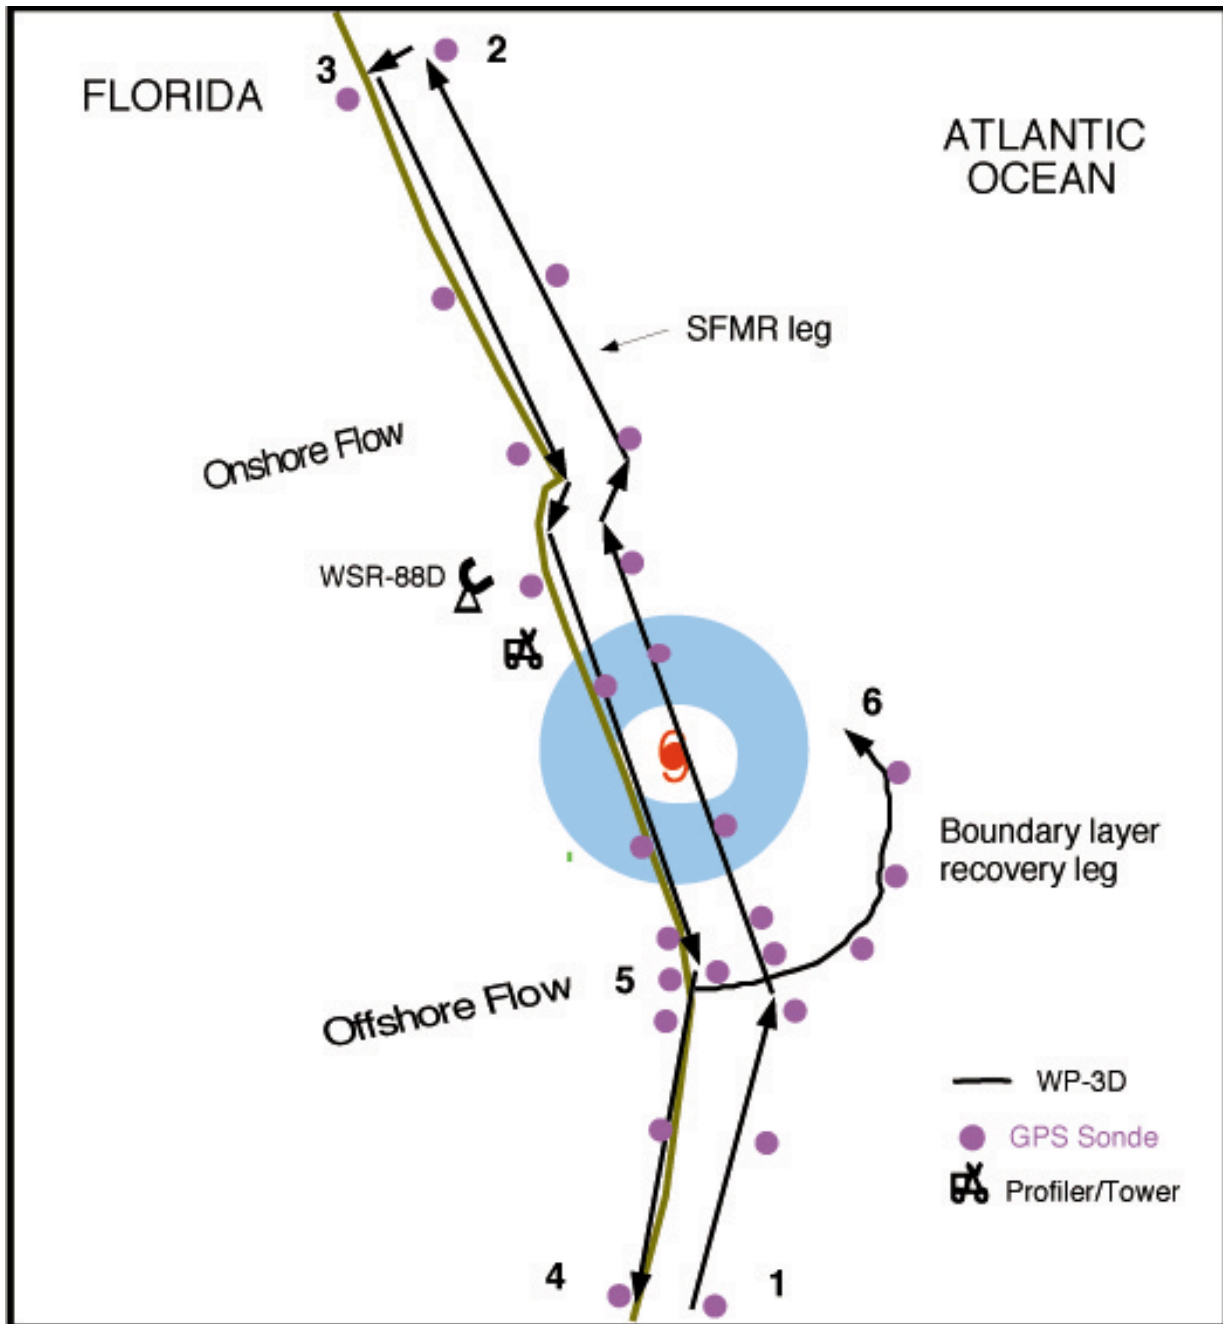 2
3
FLORIDA
ATLANTIC
OCEAN
SFMR leg
Onshore Flow
WSR-88D
6
Boundary layer
recovery leg
5
Offshore Flow
WP-3D
GPS Sonde
Profiler/Tower
4
1